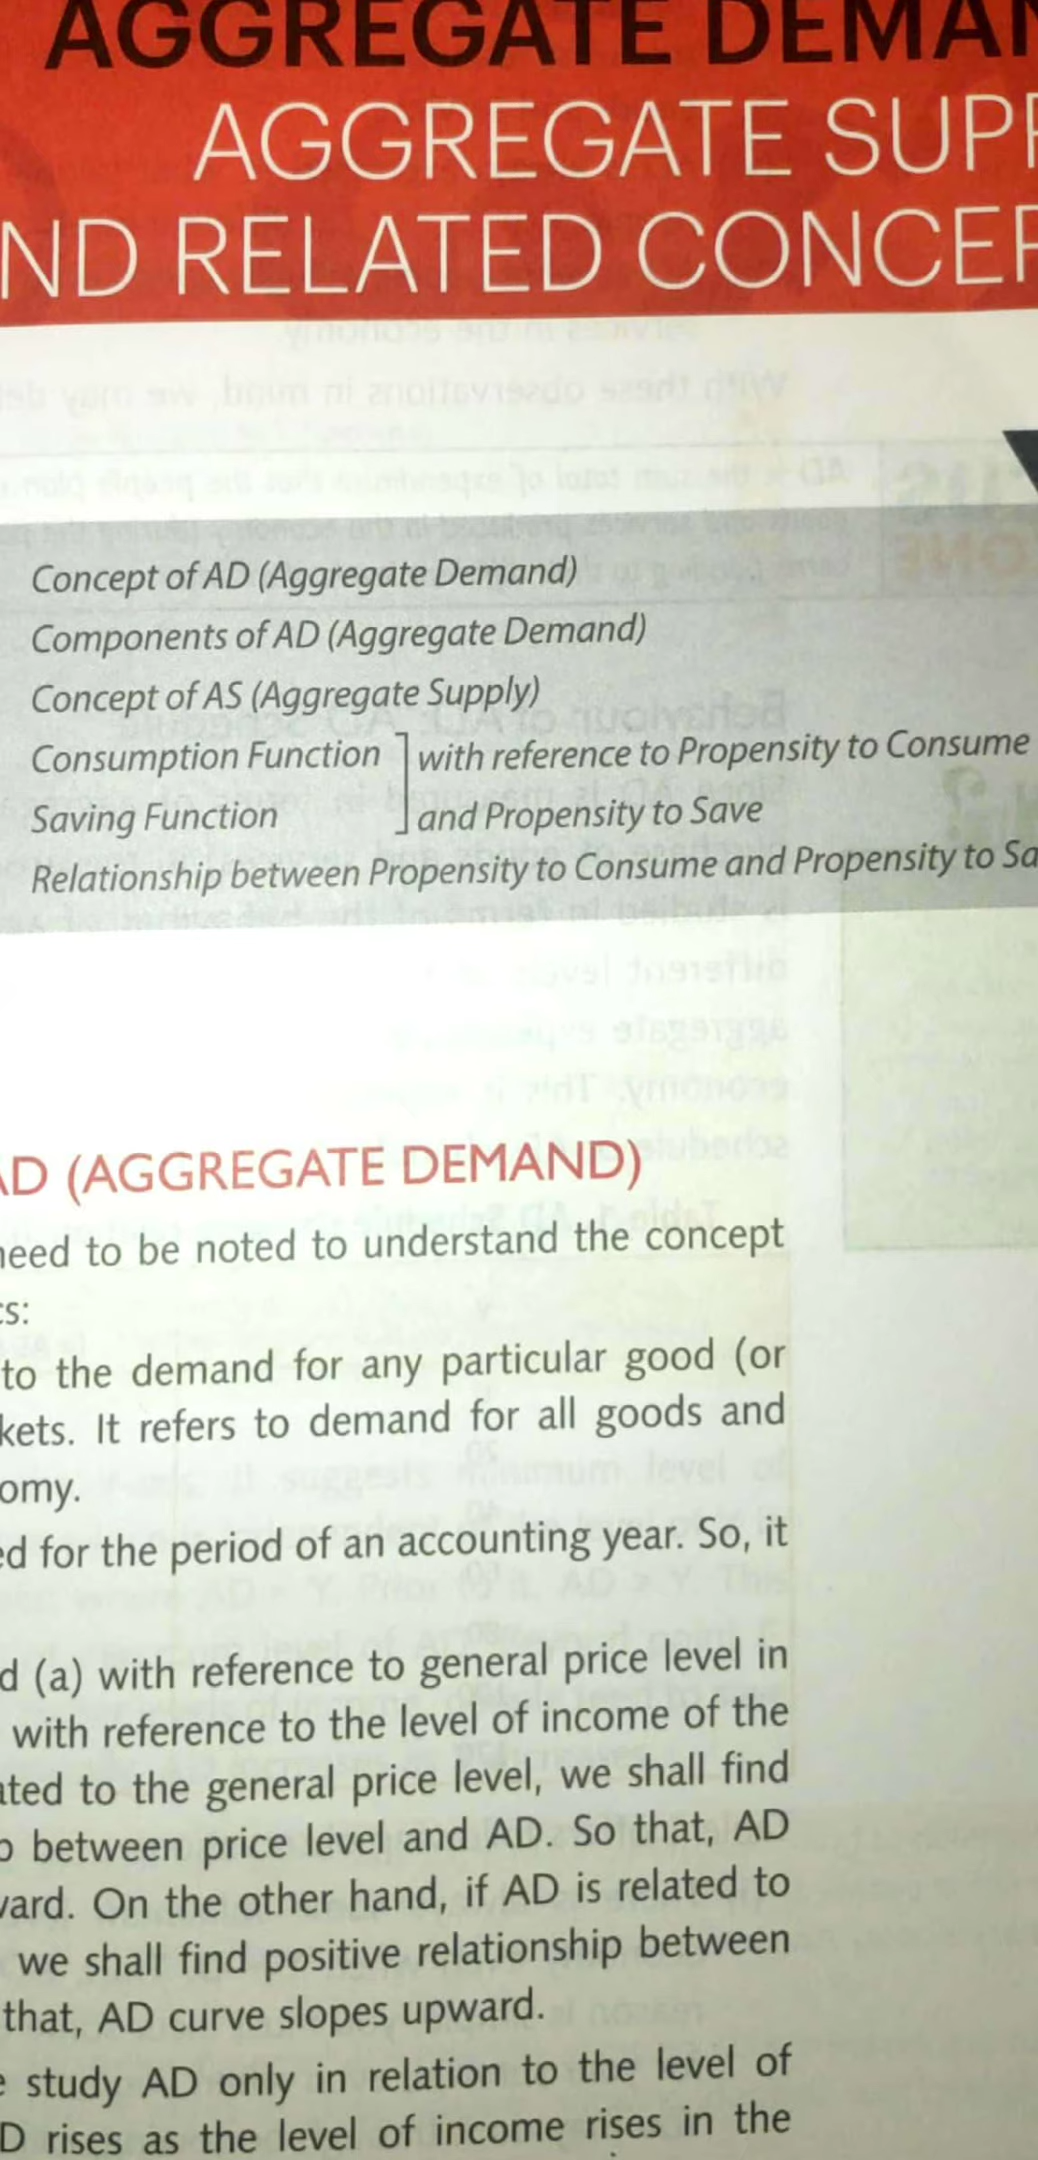 AGGREGATE DEMAN
AGGREGATE SUPP
ND RELATED CONCEP
Concept of AD (Aggregate Demand)
Components of AD (Aggregate Demand)
Concept of AS (Aggregate Supply)
Consumption Function ] with reference to Propensity to Consume
Saving Function ] and Propensity to Save
Relationship between Propensity to Consume and Propensity to Sa
AD (AGGREGATE DEMAND)
need to be noted to understand the concept
cs:
to the demand for any particular good (or
kets. It refers to demand for all goods and
omy.
ed for the period of an accounting year. So, it
d (a) with reference to general price level in
with reference to the level of income of the
ated to the general price level, we shall find
p between price level and AD. So that, AD
ward. On the other hand, if AD is related to
we shall find positive relationship between
that, AD curve slopes upward.
e study AD only in relation to the level of
D rises as the level of income rises in the